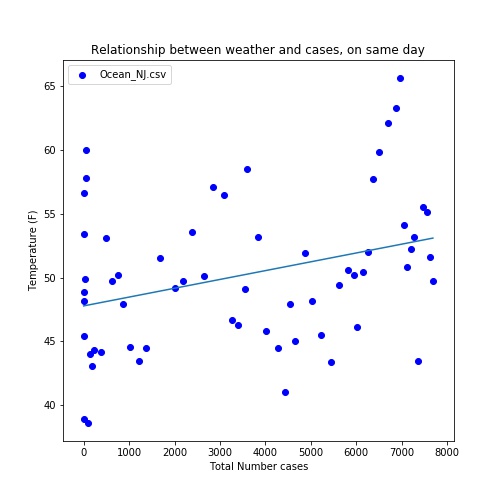 Relationship between weather and cases, on same day
Ocean_NJ.csv
65
60
55
50
45
40
Temperature (F)
0 1000 2000 3000 4000 5000 6000 7000 8000
Total Number cases